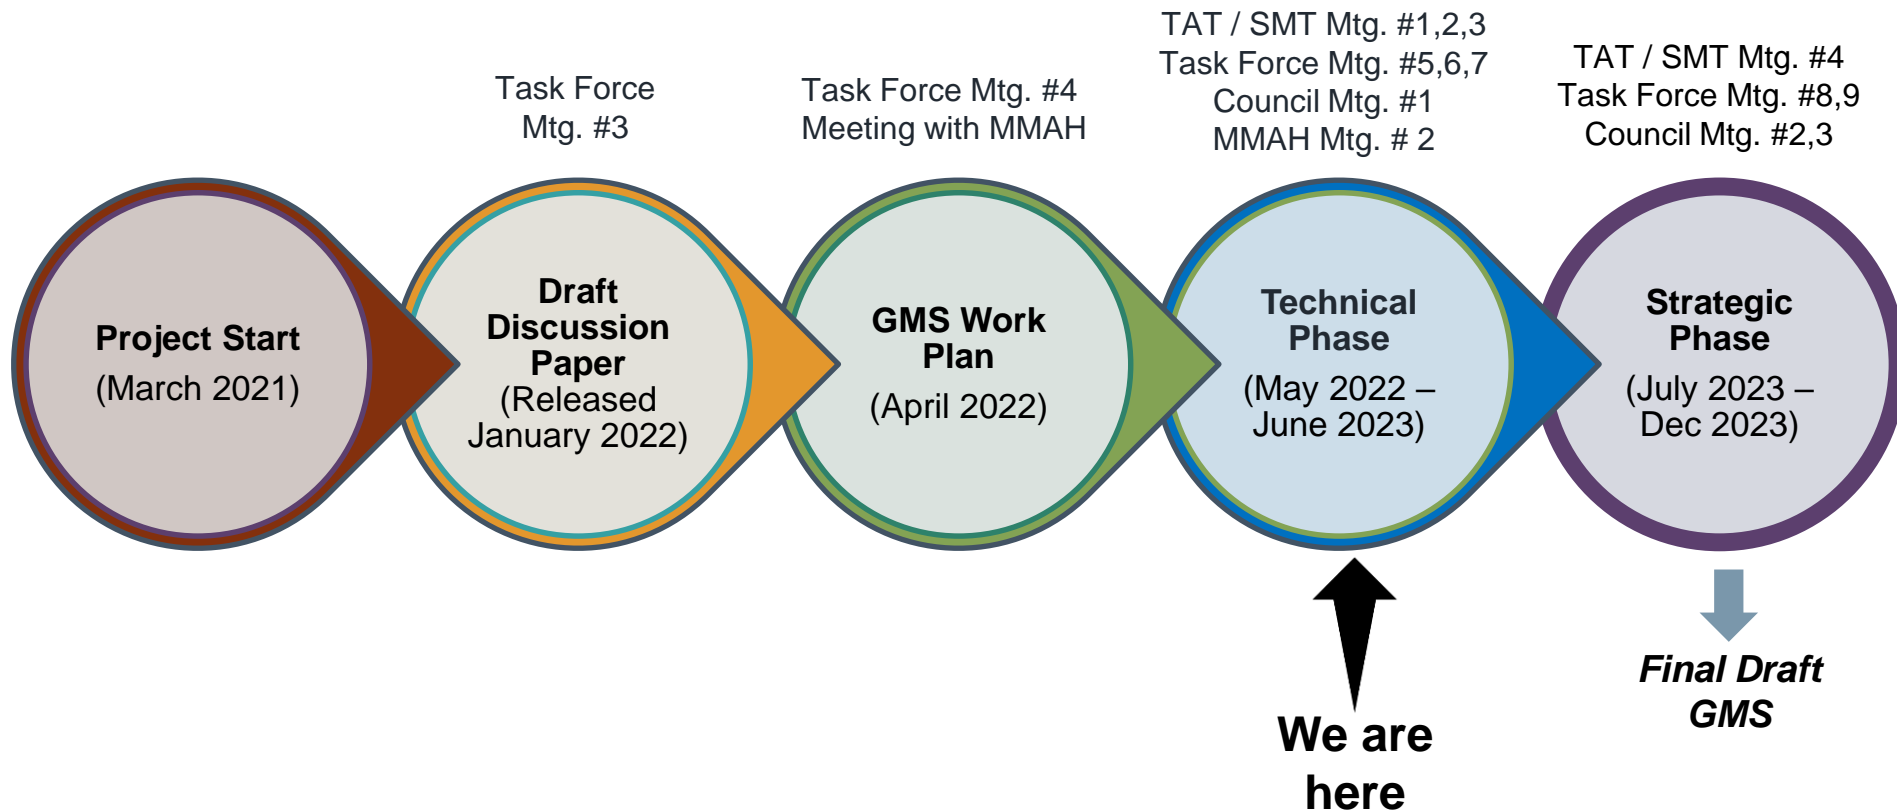 Task Force
Mtg. #3
Task Force Mtg. #4
Meeting with MMAH
TAT / SMT Mtg. #1,2,3
Task Force Mtg. #5,6,7
Council Mtg. #1
MMAH Mtg. # 2
TAT / SMT Mtg. #4
Task Force Mtg. #8,9
Council Mtg. #2,3
Project Start
(March 2021)
Draft
Discussion
Paper
(Released
January 2022)
GMS Work
Plan
(April 2022)
Technical
Phase
(May 2022 –
June 2023)
Strategic
Phase
(July 2023 –
Dec 2023)
We are
here
Final Draft
GMS